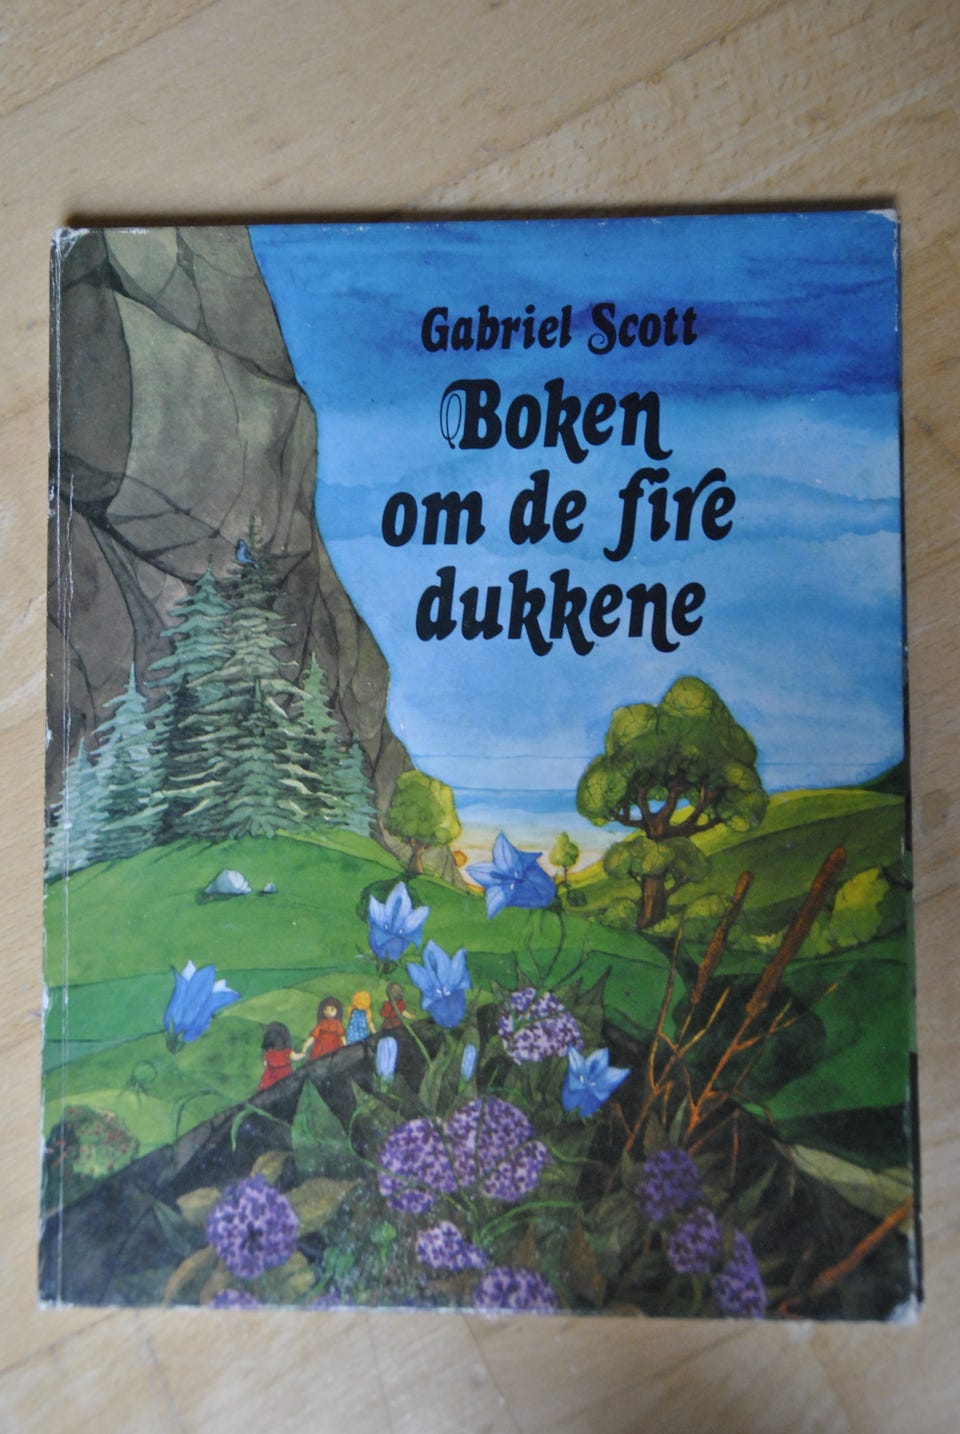 Gabriel Scott
Boken
om de fire
dukkene